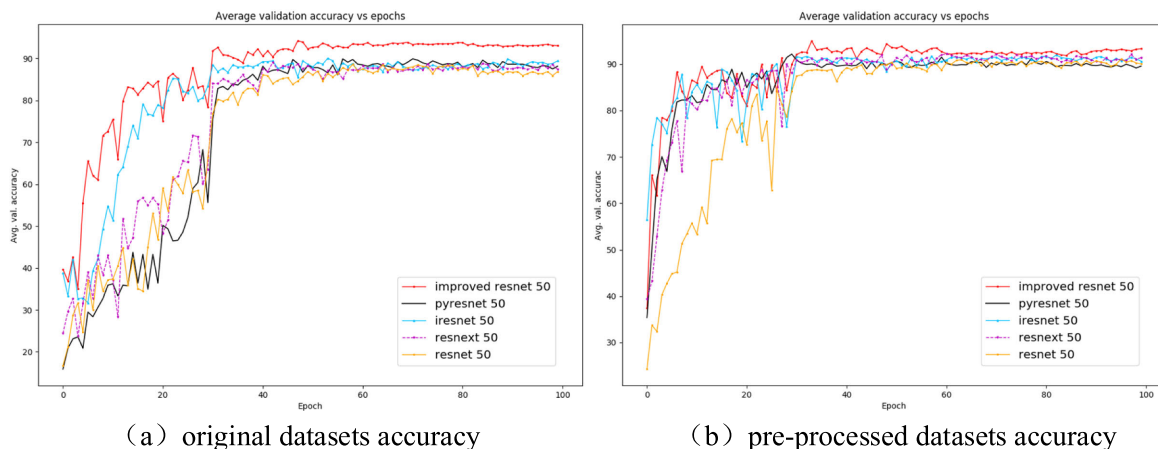 Average validation accuracy vs epochs
Avg. val. accuracy
90
80
70
60
50
40
30
20
0
20
40
60
80
100
Epoch
improved resnet 50
pyresnet 50
iresnet 50
resnext 50
resnet 50
（a）original datasets accuracy
Average validation accuracy vs epochs
Avg. val. accurac
90
80
70
60
50
40
30
0
20
40
60
80
100
Epoch
improved resnet 50
pyresnet 50
iresnet 50
resnext 50
resnet 50
（b）pre-processed datasets accuracy